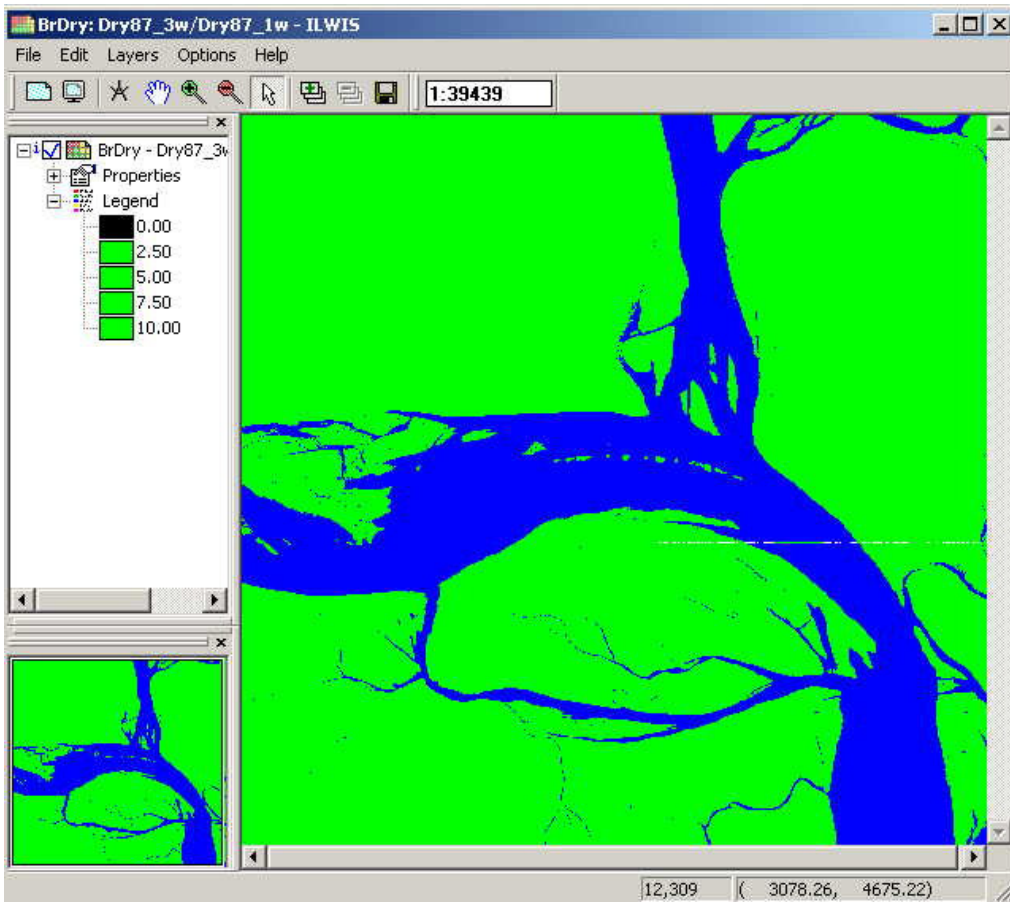 BrDry: Dry87_3w/Dry87_1w - ILWIS
File Edit Layers Options Help
1:39439
BrDry - Dry87_3w
Properties
Legend
0.00
2.50
5.00
7.50
10.00
12,309 ( 3078.26, 4675.22)